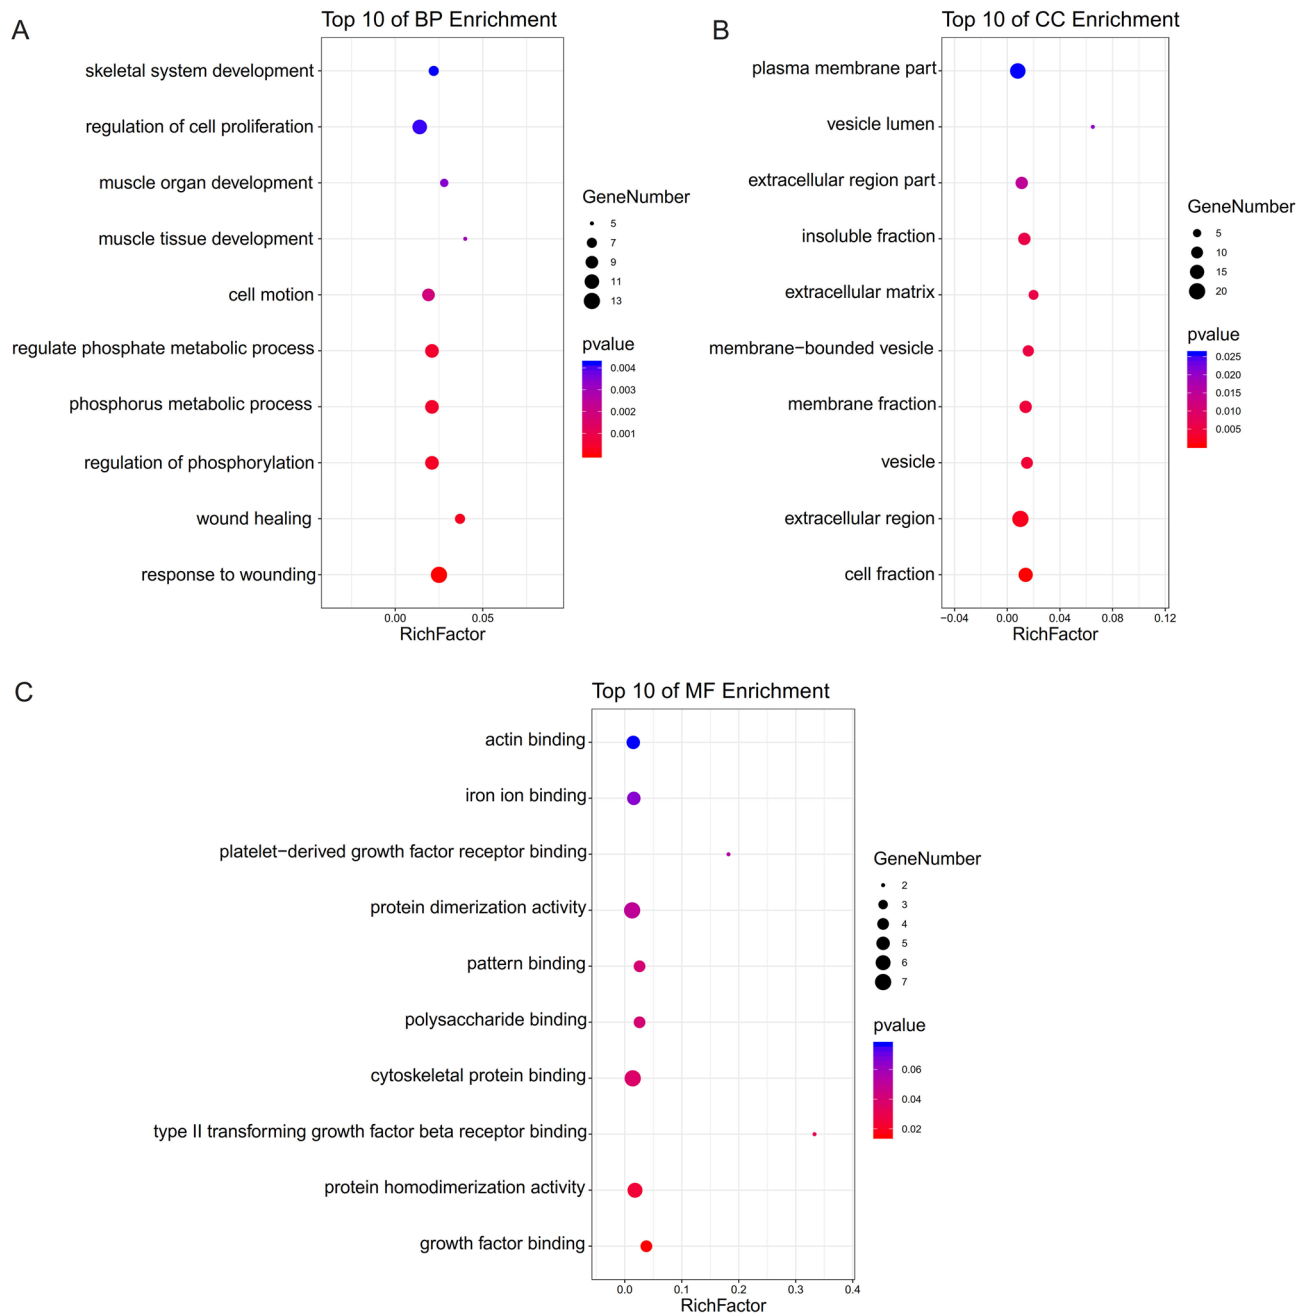 A
Top 10 of BP Enrichment
skeletal system development
regulation of cell proliferation
muscle organ development
muscle tissue development
cell motion
regulate phosphate metabolic process
phosphorus metabolic process
regulation of phosphorylation
wound healing
response to wounding
0.00 0.05
RichFactor
GeneNumber
5
7
9
11
13
pvalue
0.004
0.003
0.002
0.001
B
Top 10 of CC Enrichment
plasma membrane part
vesicle lumen
extracellular region part
insoluble fraction
extracellular matrix
membrane−bounded vesicle
membrane fraction
vesicle
extracellular region
cell fraction
−0.04 0.00 0.04 0.08 0.12
RichFactor
GeneNumber
5
10
15
20
pvalue
0.025
0.020
0.015
0.010
0.005
C
Top 10 of MF Enrichment
actin binding
iron ion binding
platelet−derived growth factor receptor binding
protein dimerization activity
pattern binding
polysaccharide binding
cytoskeletal protein binding
type II transforming growth factor beta receptor binding
protein homodimerization activity
growth factor binding
0.0 0.1 0.2 0.3 0.4
RichFactor
GeneNumber
2
3
4
5
6
7
pvalue
0.06
0.04
0.02